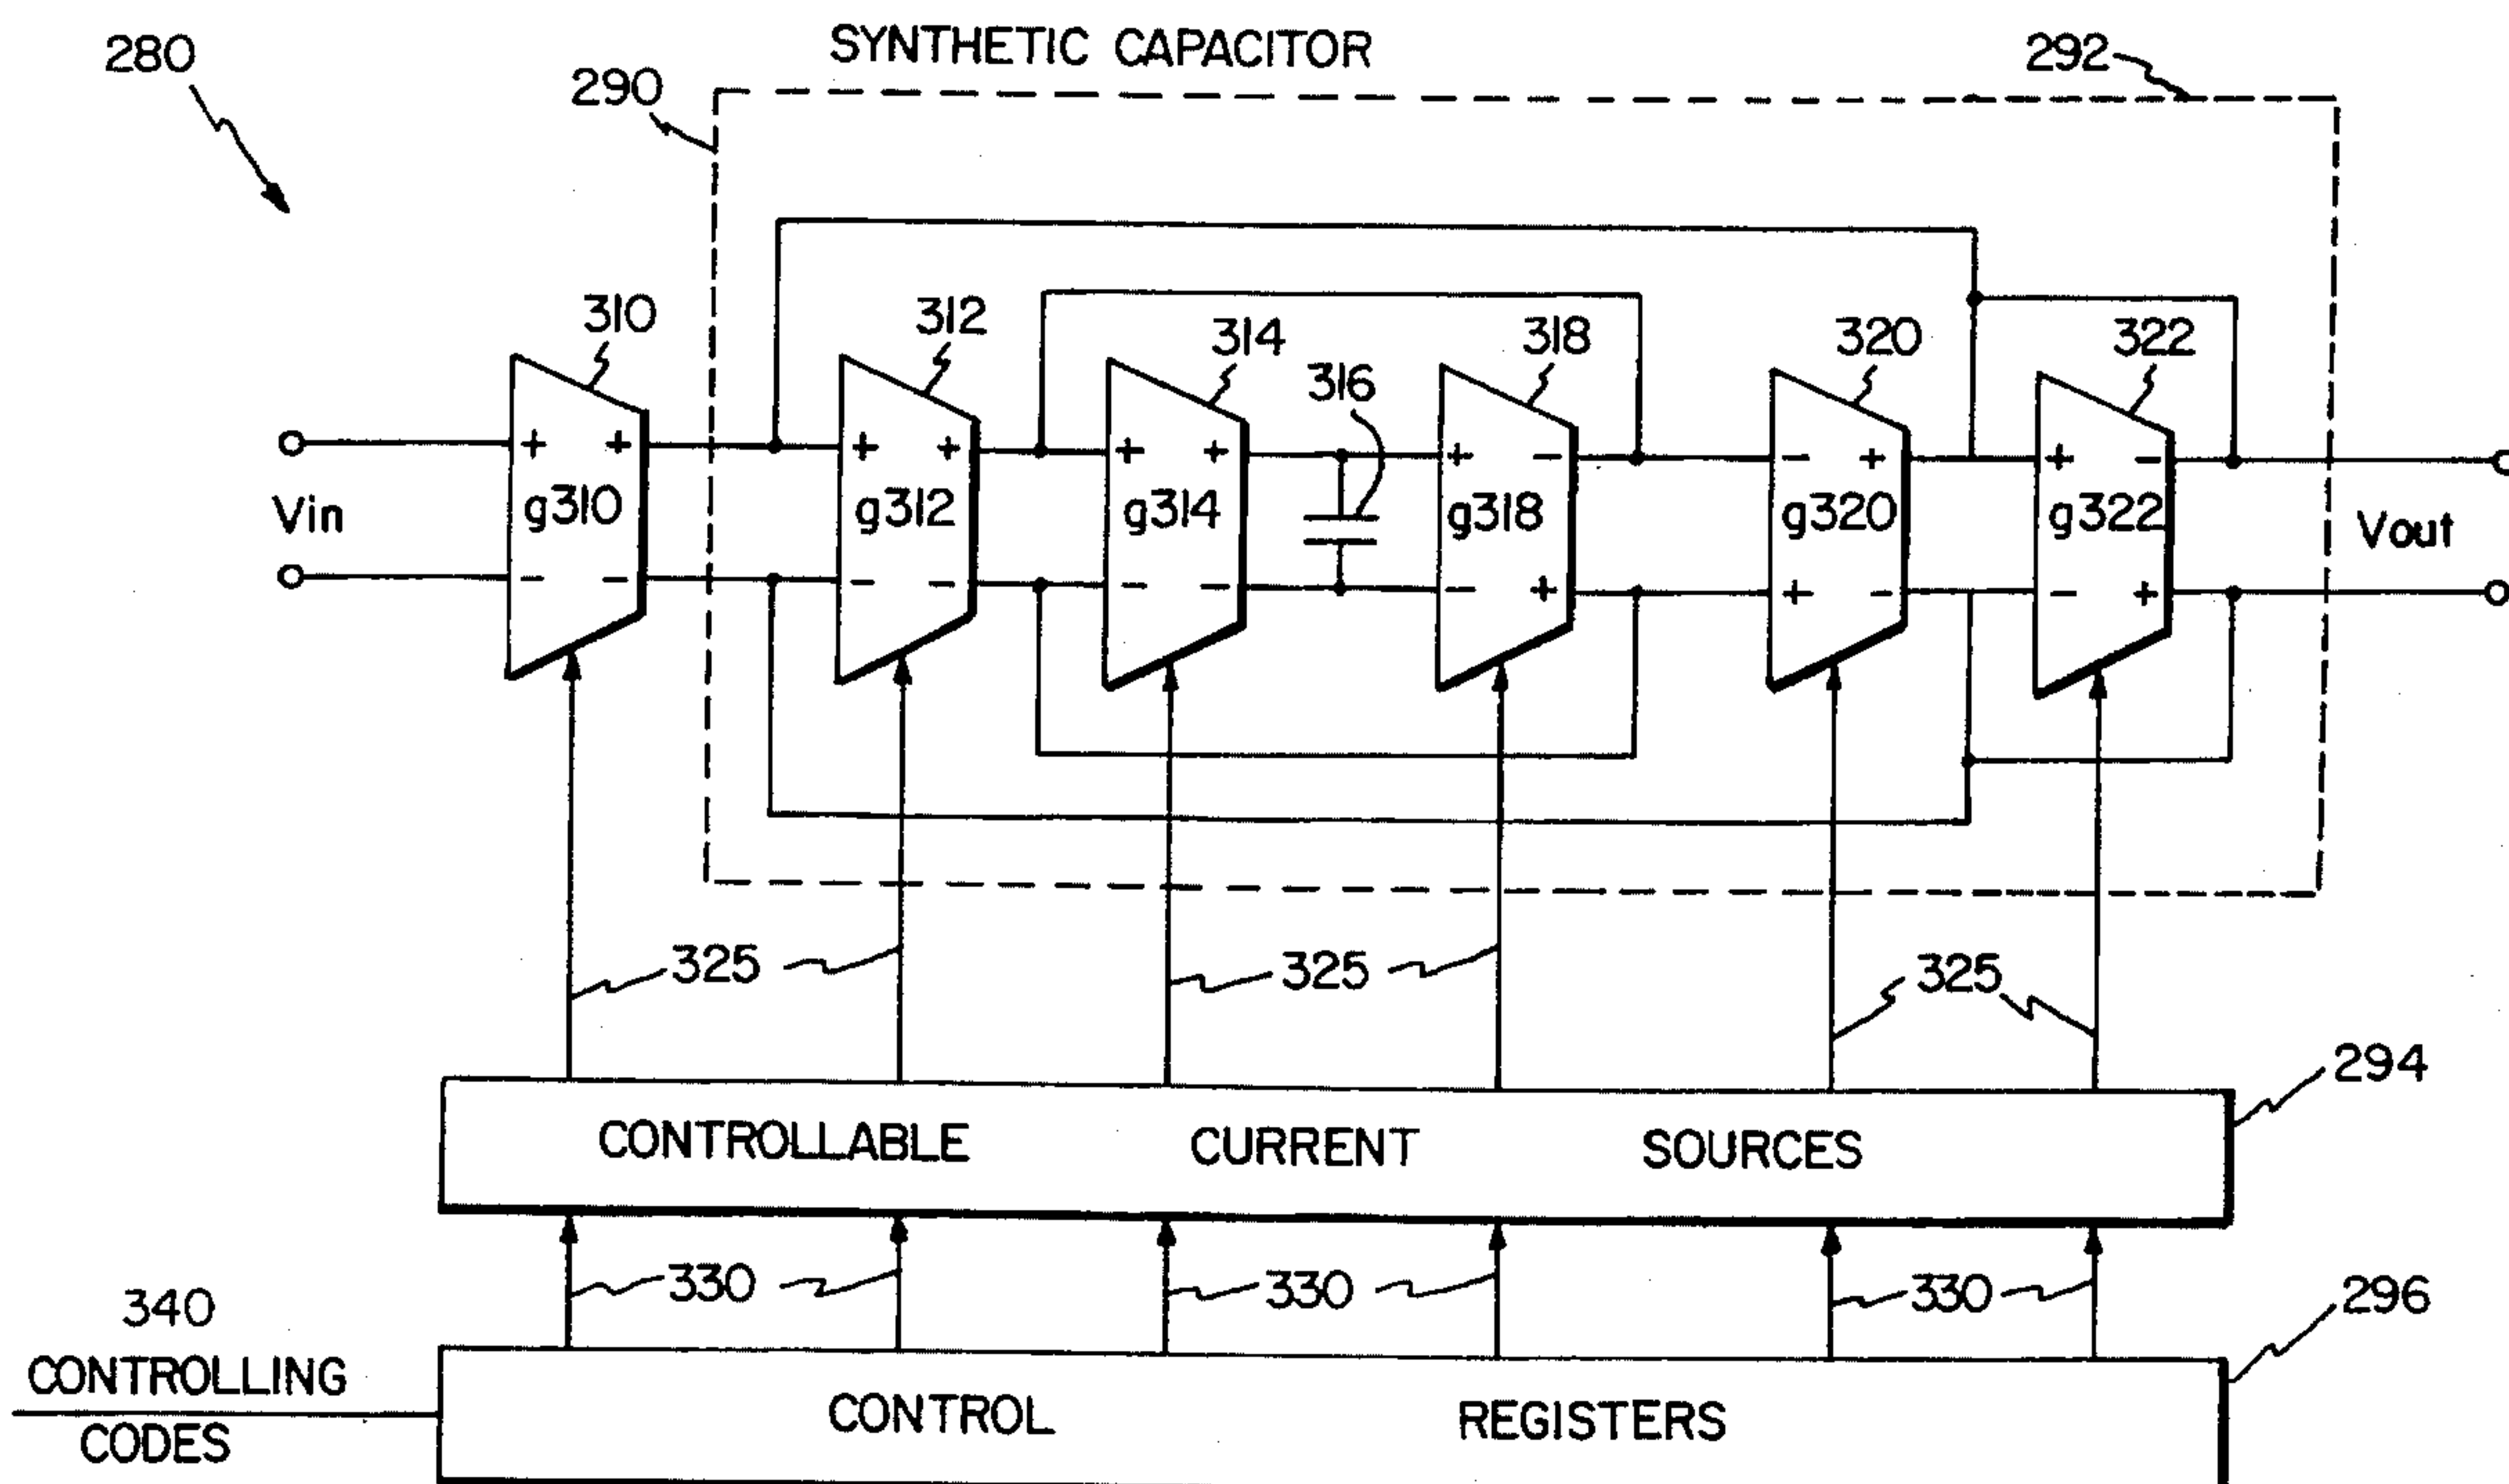 SYNTHETIC CAPACITOR
280
290
292
310
312
314
316
318
320
322
+ + + + + + + - - + + -
Vin
g310
g312
g314
g318
g320
g322
Vout
- - - - - - - + + - - +
325
325
325
294
CONTROLLABLE CURRENT SOURCES
330
330
330
296
340
CONTROLLING
CODES
CONTROL REGISTERS